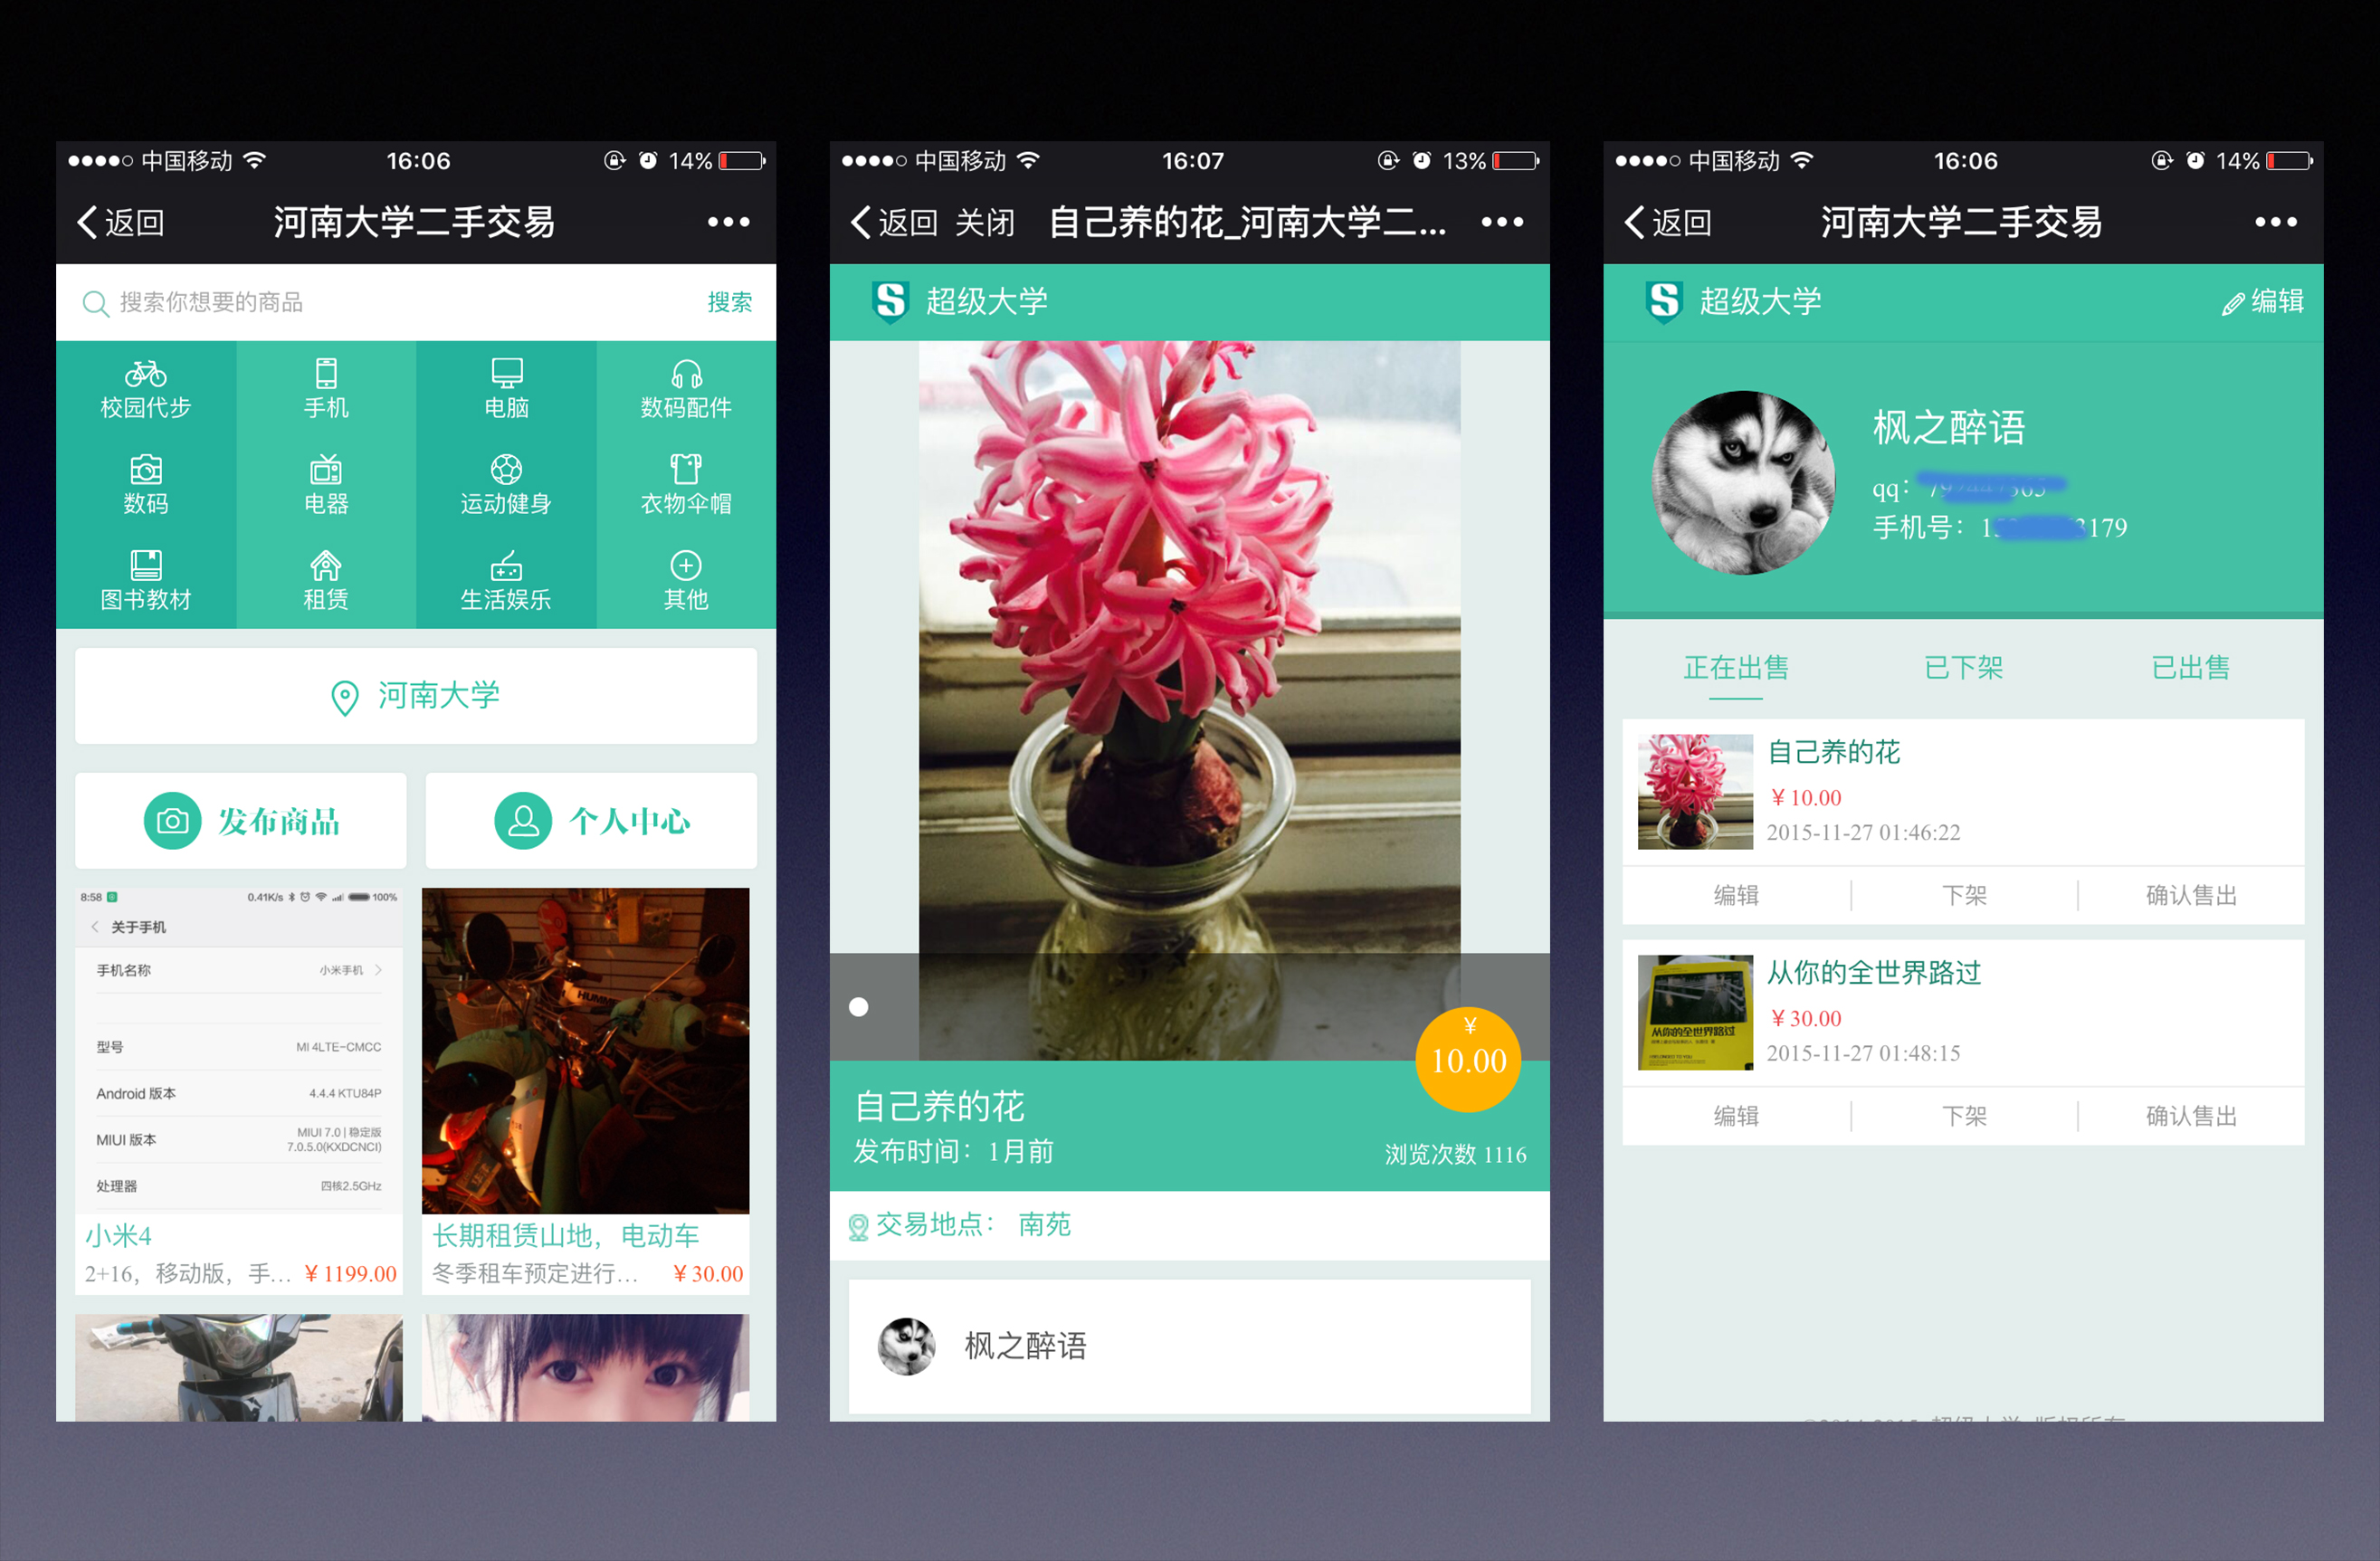 中国移动 16:06 14%
返回 河南大学二手交易
搜索你想要的商品 搜索
校园代步 手机 电脑 数码配件
数码 电器 运动健身 衣物伞帽
图书教材 租赁 生活娱乐 其他
河南大学
发布商品 个人中心
8:58 0.41K/s 100%
关于手机
手机名称 小米手机
型号 MI 4LTE-CMCC
Android 版本 4.4.4 KTU84P
MIUI 版本 MIUI 7.0 | 稳定版
7.0.5.0(KXDCNCI)
处理器 四核2.5GHz
HUMME
小米4
2+16，移动版，手... ￥1199.00
长期租赁山地，电动车
冬季租车预定进行... ￥30.00
中国移动 16:07 13%
返回 关闭 自己养的花_河南大学二...
S 超级大学
¥
10.00
自己养的花
发布时间：1月前
浏览次数 1116
交易地点： 南苑
枫之醉语
中国移动 16:06 14%
返回 河南大学二手交易
S 超级大学 编辑
枫之醉语
qq：
手机号：1 179
正在出售 已下架 已出售
自己养的花
￥10.00
2015-11-27 01:46:22
编辑 下架 确认售出
从你的全世界路过
从你的全世界路过
￥30.00
2015-11-27 01:48:15
编辑 下架 确认售出